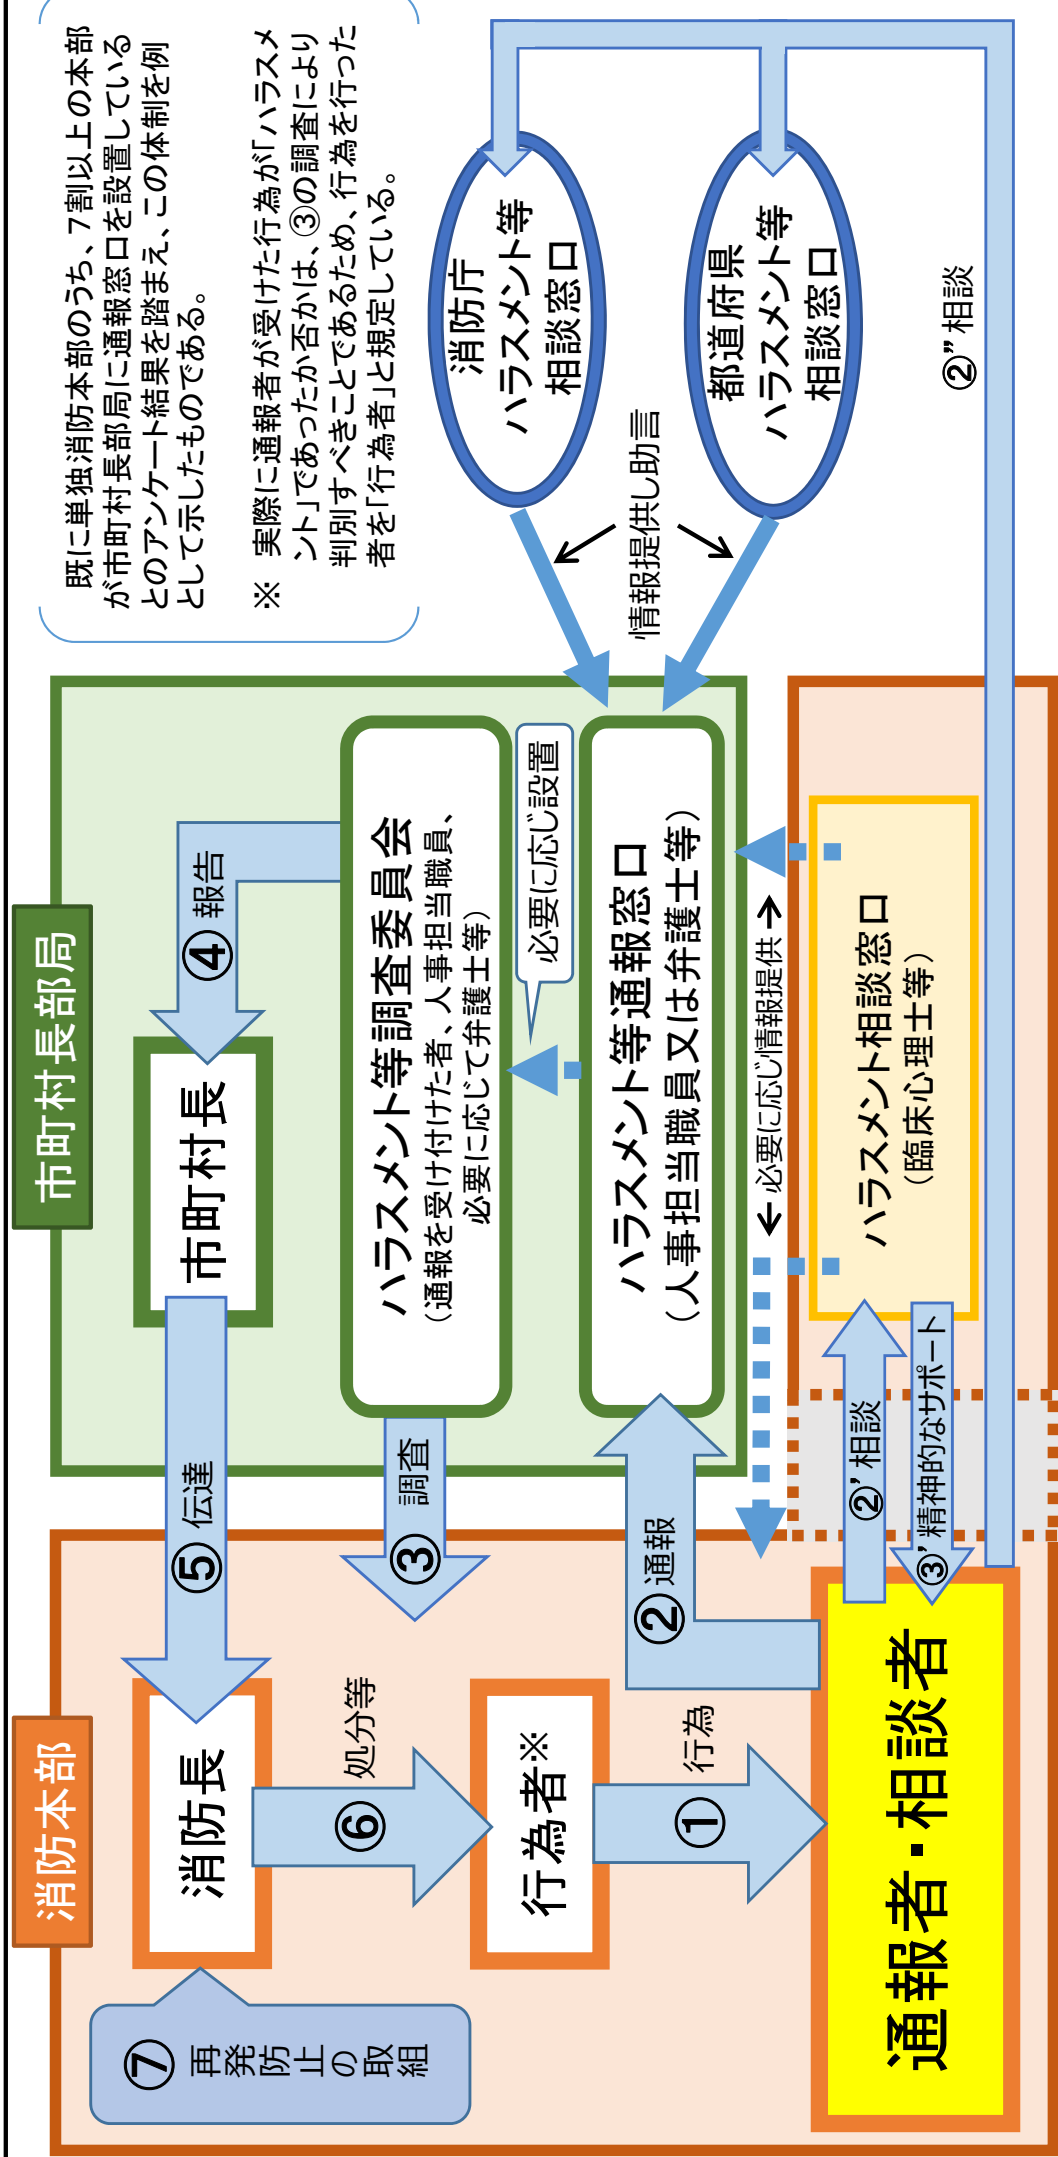 消防本部
市町村長部局
既に単独消防本部のうち、7割以上の本部
が市町村長部局に通報窓口を設置している
とのアンケート結果を踏まえ、この体制を例
として示したものである。
※ 実際に通報者が受けた行為が「ハラスメ
ント」であったか否かは、③の調査により
判別すべきことであるため、行為を行った
者を「行為者」と規定している。
⑦
再発防止の取組
消防長
⑤ 伝達
市町村長
④ 報告
⑥
処分等
③ 調査
ハラスメント等調査委員会
（通報を受け付けた者、人事担当職員、
必要に応じて弁護士等）
必要に応じ設置
行為者※
①
行為
② 通報
ハラスメント等通報窓口
（人事担当職員又は弁護士等）
情報提供し助言
消防庁
ハラスメント等
相談窓口
都道府県
ハラスメント等
相談窓口
←必要に応じ情報提供→
通報者・相談者
②’ 相談
③’ 精神的なサポート
ハラスメント相談窓口
（臨床心理士等）
②” 相談